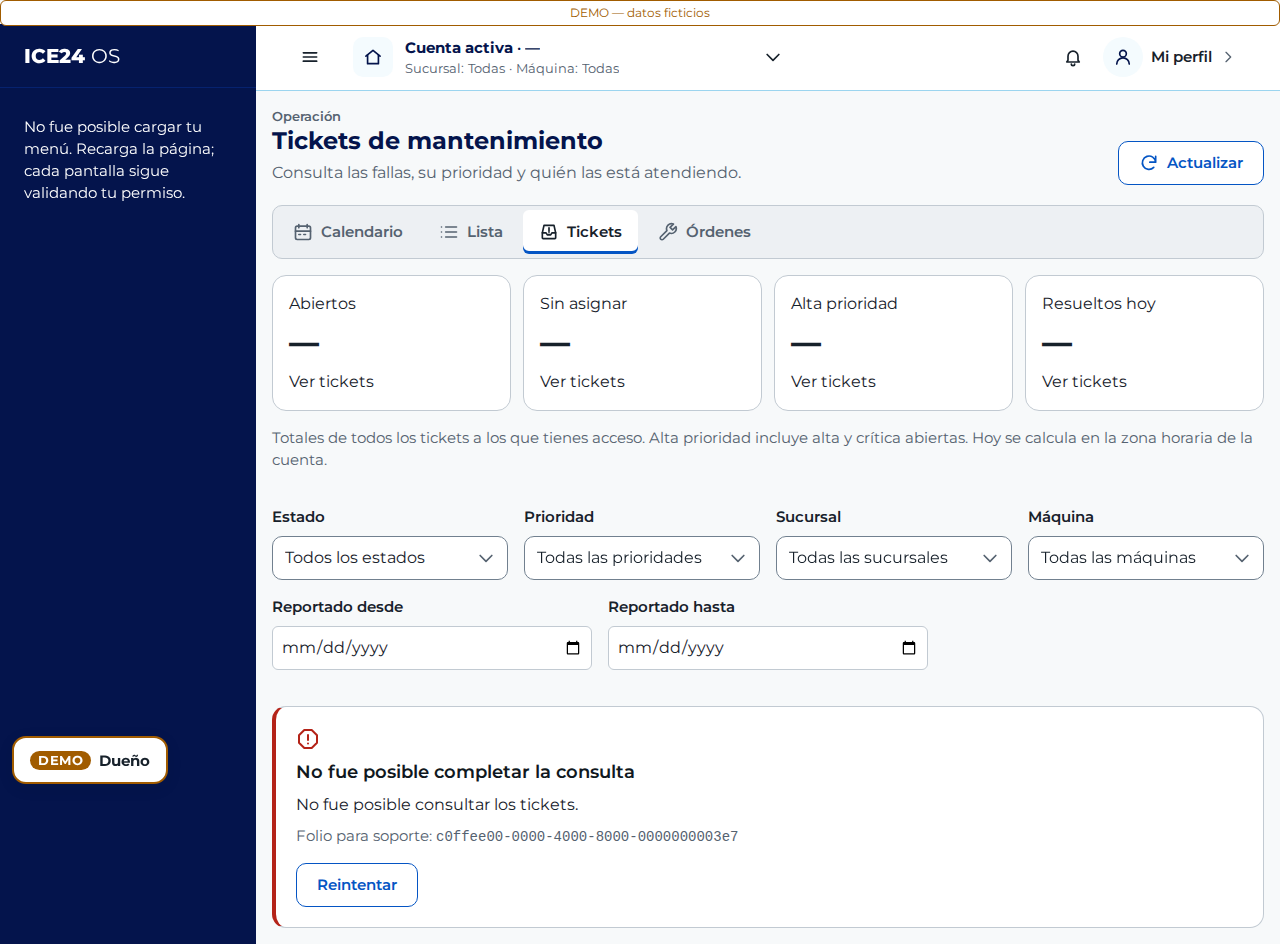 DEMO — datos ficticios
ICE24 OS
No fue posible cargar tu
menú. Recarga la página;
cada pantalla sigue
validando tu permiso.
DEMO Dueño
Cuenta activa · —
Sucursal: Todas · Máquina: Todas
Mi perfil
Operación
Tickets de mantenimiento
Consulta las fallas, su prioridad y quién las está atendiendo.
Actualizar
Calendario Lista Tickets Órdenes
Abiertos Sin asignar Alta prioridad Resueltos hoy
— — — —
Ver tickets Ver tickets Ver tickets Ver tickets
Totales de todos los tickets a los que tienes acceso. Alta prioridad incluye alta y crítica abiertas. Hoy se calcula en la zona horaria de la
cuenta.
Estado Prioridad Sucursal Máquina
Todos los estados Todas las prioridades Todas las sucursales Todas las máquinas
Reportado desde Reportado hasta
mm/dd/yyyy mm/dd/yyyy
No fue posible completar la consulta
No fue posible consultar los tickets.
Folio para soporte: c0ffee00-0000-4000-8000-0000000003e7
Reintentar